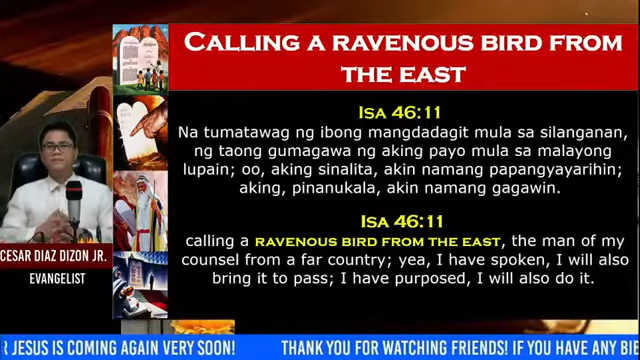 CALLING A RAVENOUS BIRD FROM
THE EAST
ISA 46:11
Na tumatawag ng ibong mangdadagit mula sa silanganan,
ng taong gumagawa ng aking payo mula sa malayong
lupain; oo, aking sinalita, akin namang papangyayarihin;
aking, pinanukala, akin namang gagawin.
ISA 46:11
calling a RAVENOUS BIRD FROM THE EAST, the man of my
counsel from a far country; yea, I have spoken, I will also
bring it to pass; I have purposed, I will also do it.
CESAR DIAZ DIZON JR.
EVANGELIST
R JESUS IS COMING AGAIN VERY SOON! THANK YOU FOR WATCHING FRIENDS! IF YOU HAVE ANY BIE